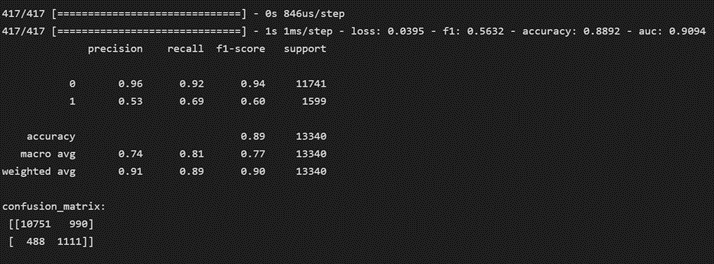 417/417 [==============================] - 0s 846us/step
417/417 [==============================] - 1s 1ms/step - loss: 0.0395 - f1: 0.5632 - accuracy: 0.8892 - auc: 0.9094
precision recall f1-score support
0 0.96 0.92 0.94 11741
1 0.53 0.69 0.60 1599
accuracy 0.89 13340
macro avg 0.74 0.81 0.77 13340
weighted avg 0.91 0.89 0.90 13340
confusion_matrix:
[[10751 990]
[ 488 1111]]